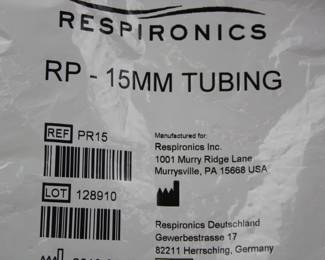 RESPIRONICS
RP - 15MM TUBING
REF PR15
Manufactured for:
Respironics Inc.
1001 Murry Ridge Lane
Murrysville, PA 15668 USA
LOT 128910
Respironics Deutschland
Gewerbestrasse 17
82211 Herrsching, Germany